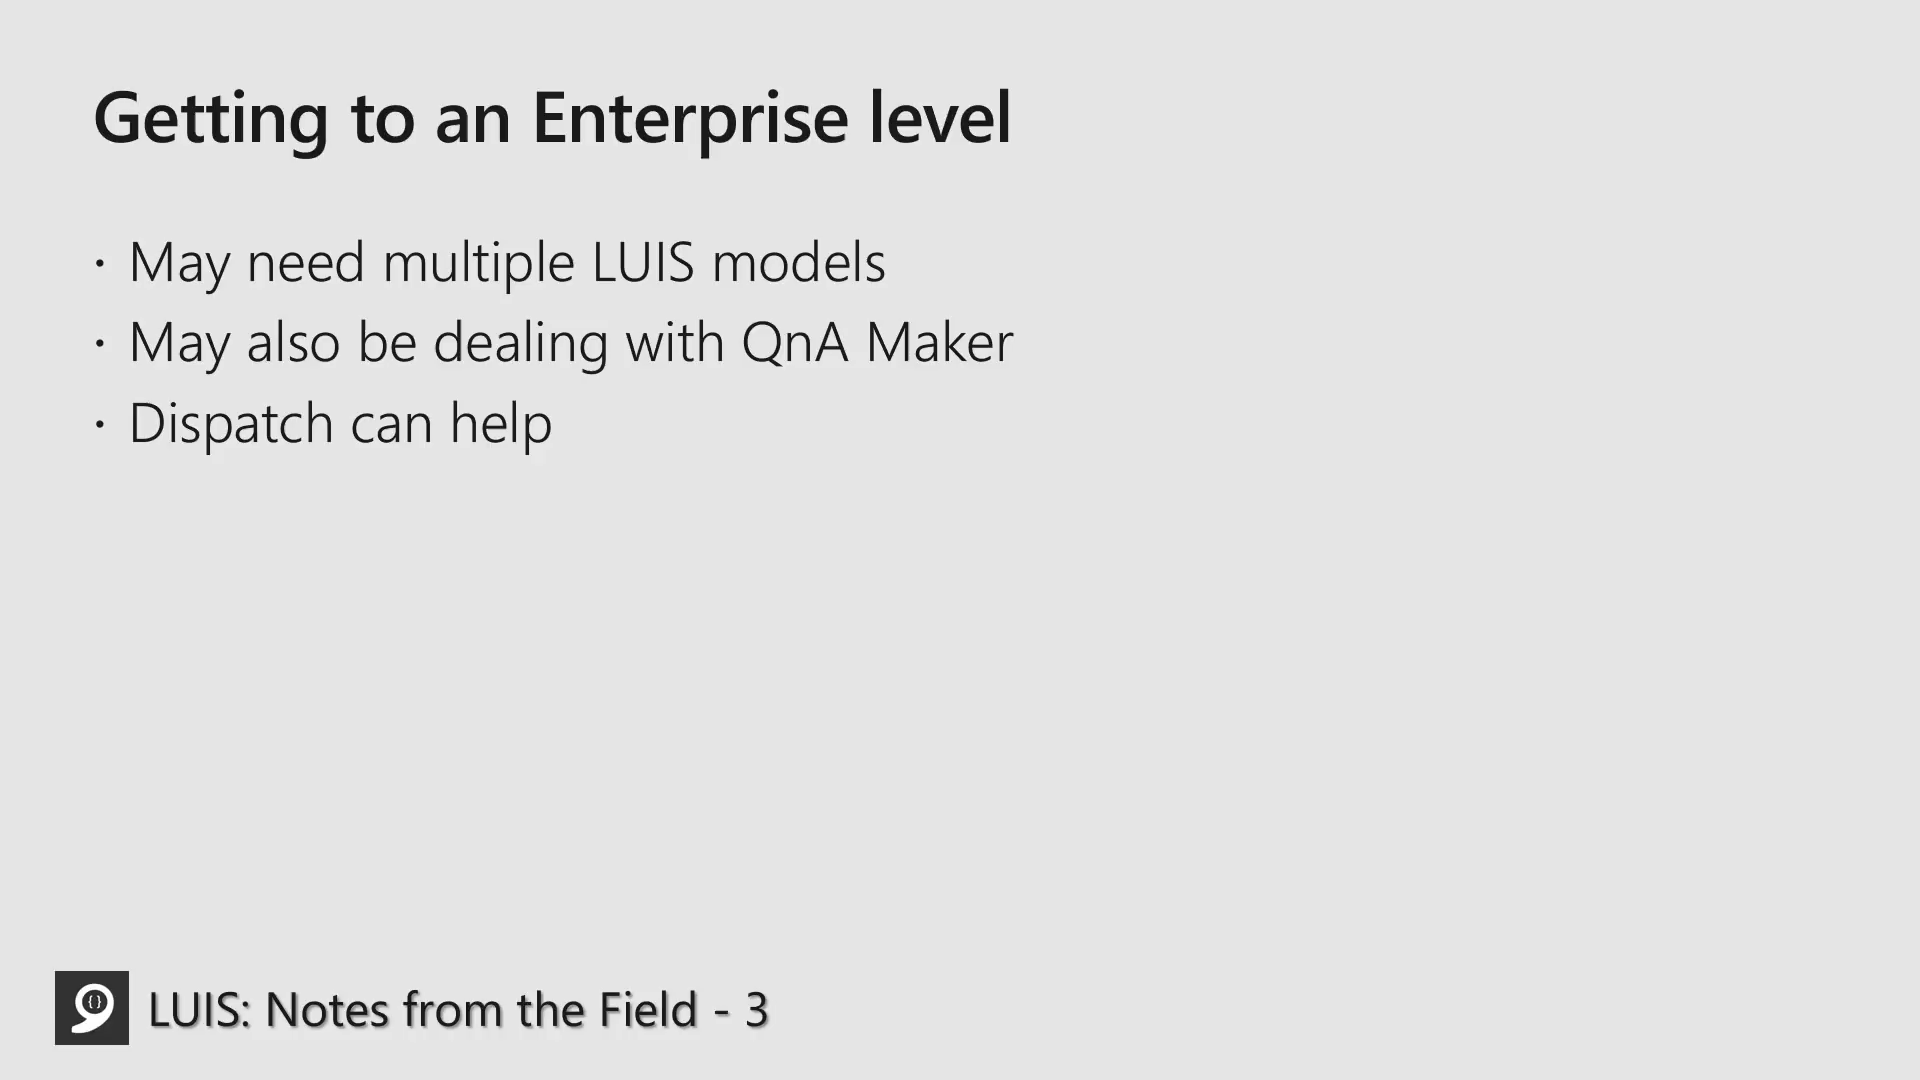 Getting to an Enterprise level
· May need multiple LUIS models
· May also be dealing with QnA Maker
· Dispatch can help
{ }
LUIS: Notes from the Field - 3